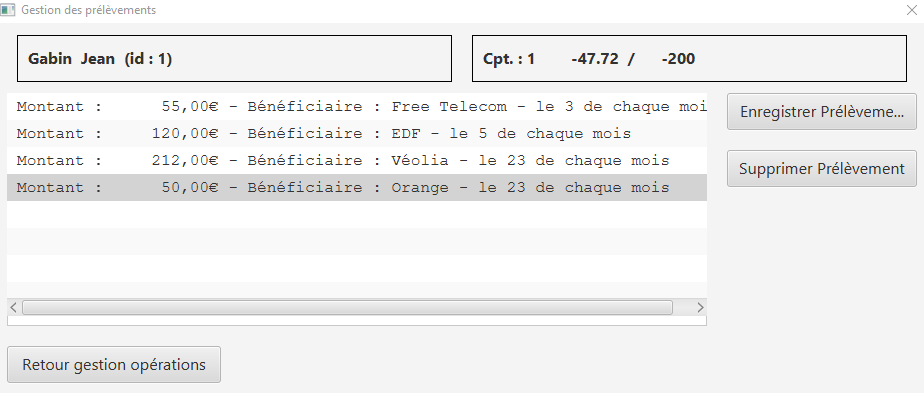 Gestion des prélèvements
Gabin Jean (id : 1)
Cpt. : 1 -47.72 / -200
Montant : 55,00€ - Bénéficiaire : Free Telecom - le 3 de chaque moi
Montant : 120,00€ - Bénéficiaire : EDF - le 5 de chaque mois
Montant : 212,00€ - Bénéficiaire : Véolia - le 23 de chaque mois
Montant : 50,00€ - Bénéficiaire : Orange - le 23 de chaque mois
Enregistrer Prélèveme...
Supprimer Prélèvement
Retour gestion opérations